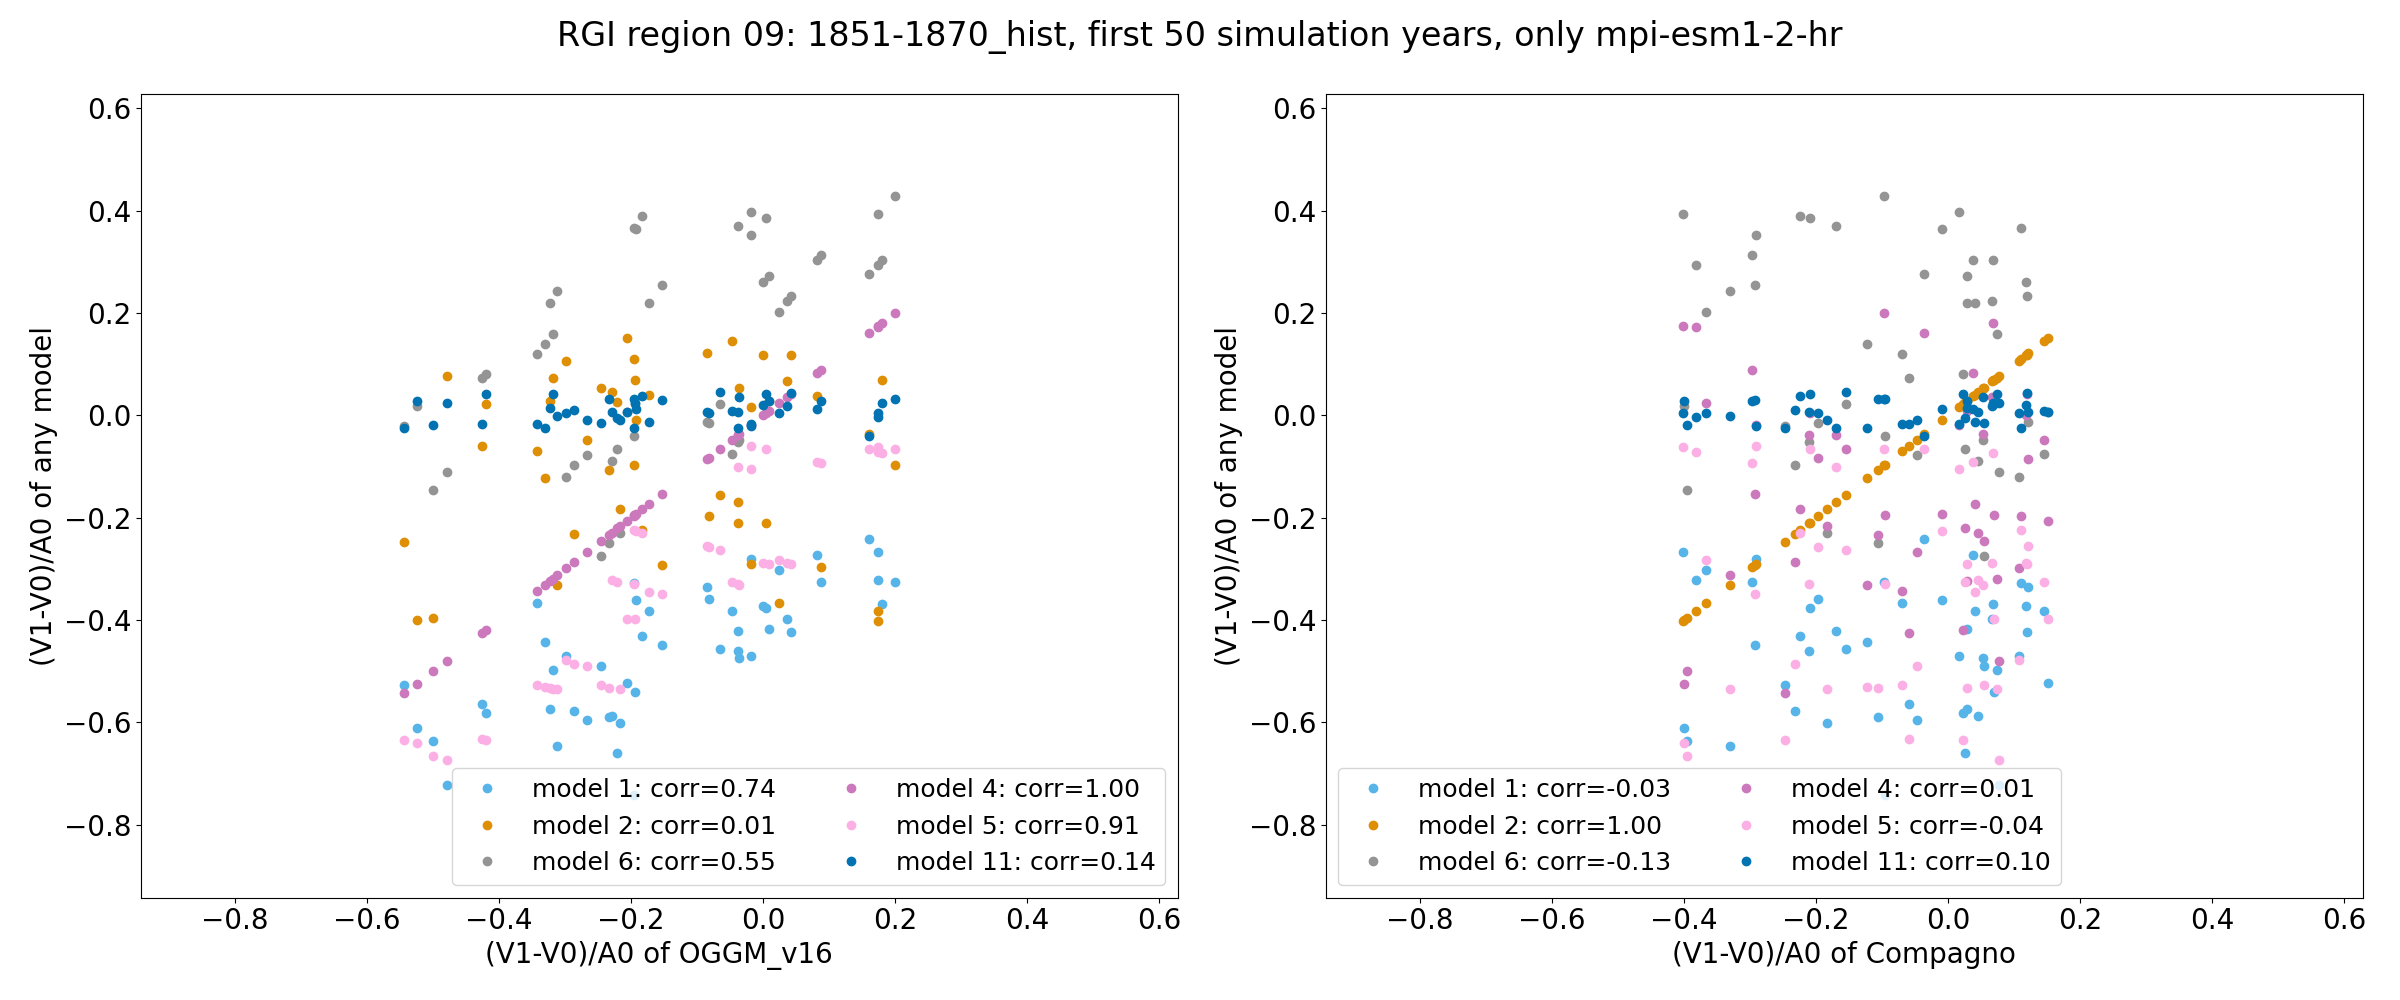 RGI region 09: 1851-1870_hist, first 50 simulation years, only mpi-esm1-2-hr
(V1-V0)/A0 of any model
0.6
0.4
0.2
0.0
−0.2
−0.4
−0.6
−0.8
model 1: corr=0.74
model 2: corr=0.01
model 6: corr=0.55
model 4: corr=1.00
model 5: corr=0.91
model 11: corr=0.14
−0.8 −0.6 −0.4 −0.2 0.0 0.2 0.4 0.6
(V1-V0)/A0 of OGGM_v16
(V1-V0)/A0 of any model
0.6
0.4
0.2
0.0
−0.2
−0.4
−0.6
−0.8
model 1: corr=-0.03
model 2: corr=1.00
model 6: corr=-0.13
model 4: corr=0.01
model 5: corr=-0.04
model 11: corr=0.10
−0.8 −0.6 −0.4 −0.2 0.0 0.2 0.4 0.6
(V1-V0)/A0 of Compagno